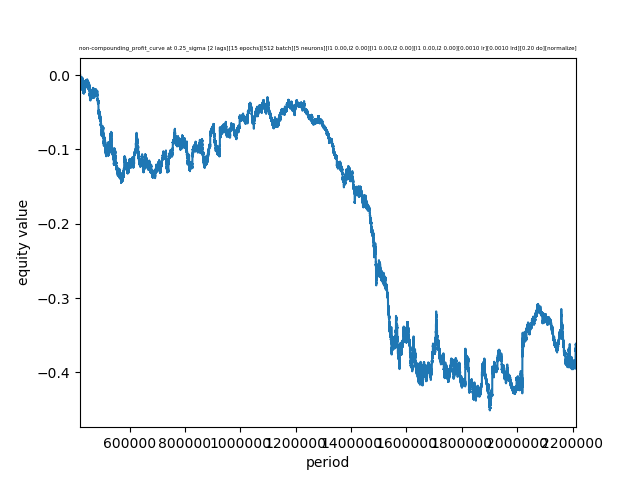 non-compounding_profit_curve at 0.25_sigma [2 lags][15 epochs][512 batch][5 neurons][l1 0.00,l2 0.00][l1 0.00,l2 0.00][l1 0.00,l2 0.00][0.0010 lr][0.0010 lrd][0.20 do][normalize]
0.0
−0.1
−0.2
−0.3
−0.4
equity value
600000 800000 1000000 1200000 1400000 1600000 1800000 2000000 2200000
period